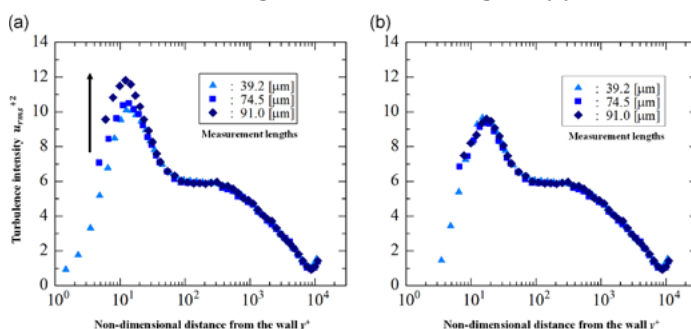 (a)
(b)
Turbulence intensity u_rms^+2
14
12
10
8
6
4
2
0
: 39.2 [μm]
: 74.5 [μm]
: 91.0 [μm]
Measurement lengths
10^0 10^1 10^2 10^3 10^4
Non-dimensional distance from the wall y^+
14
12
10
8
6
4
2
0
: 39.2 [μm]
: 74.5 [μm]
: 91.0 [μm]
Measurement lengths
10^0 10^1 10^2 10^3 10^4
Non-dimensional distance from the wall y^+